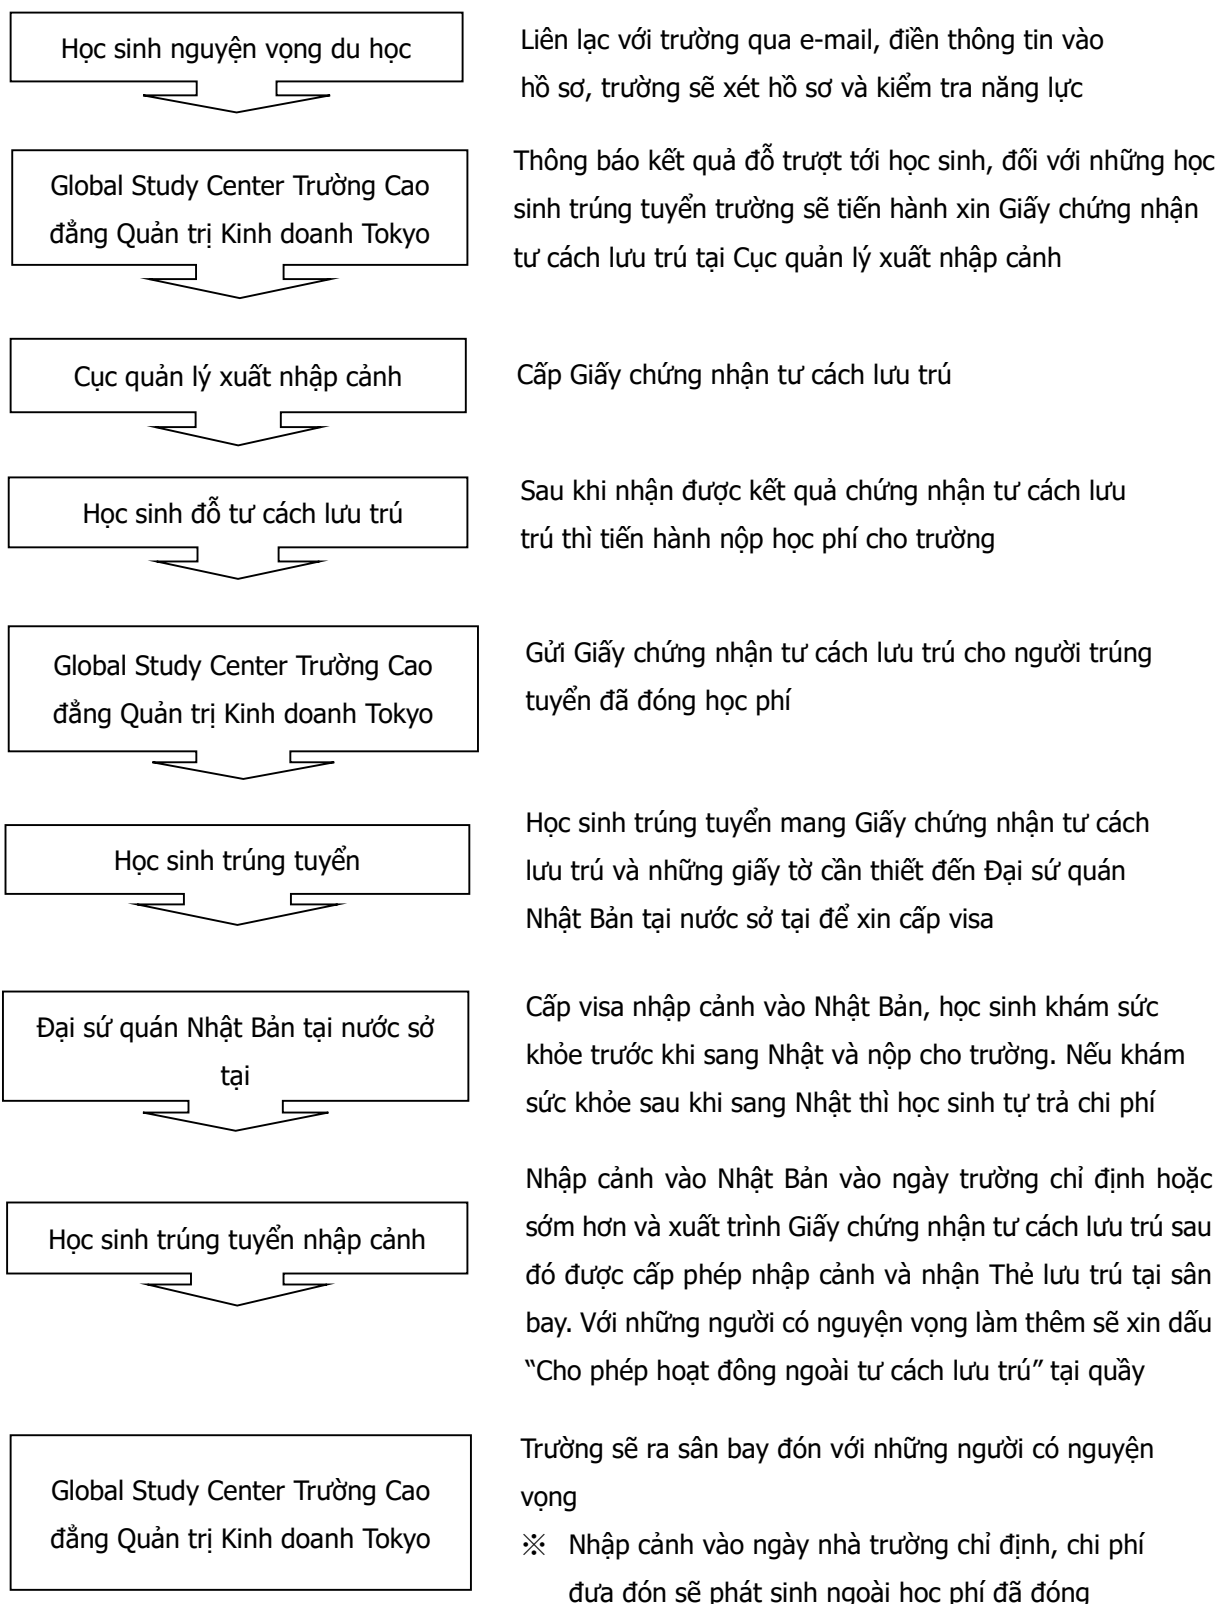 Học sinh nguyện vọng du học
Liên lạc với trường qua e-mail, điền thông tin vào
hồ sơ, trường sẽ xét hồ sơ và kiểm tra năng lực
Global Study Center Trường Cao
đẳng Quản trị Kinh doanh Tokyo
Thông báo kết quả đỗ trượt tới học sinh, đối với những học
sinh trúng tuyển trường sẽ tiến hành xin Giấy chứng nhận
tư cách lưu trú tại Cục quản lý xuất nhập cảnh
Cục quản lý xuất nhập cảnh
Cấp Giấy chứng nhận tư cách lưu trú
Học sinh đỗ tư cách lưu trú
Sau khi nhận được kết quả chứng nhận tư cách lưu
trú thì tiến hành nộp học phí cho trường
Global Study Center Trường Cao
đẳng Quản trị Kinh doanh Tokyo
Gửi Giấy chứng nhận tư cách lưu trú cho người trúng
tuyển đã đóng học phí
Học sinh trúng tuyển
Học sinh trúng tuyển mang Giấy chứng nhận tư cách
lưu trú và những giấy tờ cần thiết đến Đại sứ quán
Nhật Bản tại nước sở tại để xin cấp visa
Đại sứ quán Nhật Bản tại nước sở
tại
Cấp visa nhập cảnh vào Nhật Bản, học sinh khám sức
khỏe trước khi sang Nhật và nộp cho trường. Nếu khám
sức khỏe sau khi sang Nhật thì học sinh tự trả chi phí
Học sinh trúng tuyển nhập cảnh
Nhập cảnh vào Nhật Bản vào ngày trường chỉ định hoặc
sớm hơn và xuất trình Giấy chứng nhận tư cách lưu trú sau
đó được cấp phép nhập cảnh và nhận Thẻ lưu trú tại sân
bay. Với những người có nguyện vọng làm thêm sẽ xin dấu
“Cho phép hoạt đông ngoài tư cách lưu trú” tại quầy
Global Study Center Trường Cao
đẳng Quản trị Kinh doanh Tokyo
Trường sẽ ra sân bay đón với những người có nguyện
vọng
※ Nhập cảnh vào ngày nhà trường chỉ định, chi phí
đưa đón sẽ phát sinh ngoài học phí đã đóng